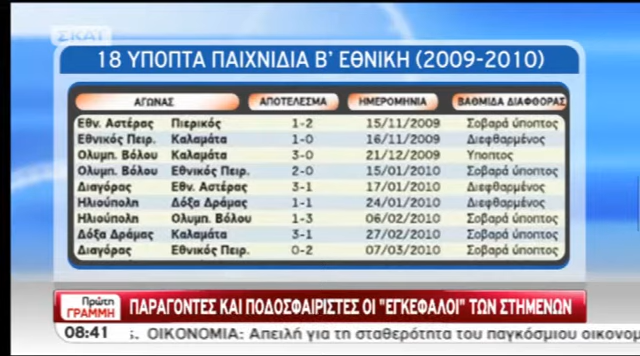 ΣΚΑΪ
18 ΥΠΟΠΤΑ ΠΑΙΧΝΙΔΙΑ Β' ΕΘΝΙΚΗ (2009-2010)
ΑΓΩΝΑΣ ΑΠΟΤΕΛΕΣΜΑ ΗΜΕΡΟΜΗΝΙΑ ΒΑΘΜΙΔΑ ΔΙΑΦΘΟΡΑΣ
Εθν. Αστέρας Πιερικός 1-2 15/11/2009 Σοβαρά ύποπτος
Εθνικός Πειρ. Καλαμάτα 1-0 16/11/2009 Διεφθαρμένος
Ολυμπ. Βόλου Καλαμάτα 3-0 21/12/2009 Υποπτος
Ολυμπ. Βόλου Εθνικός Πειρ. 2-0 15/01/2010 Σοβαρά ύποπτος
Διαγόρας Εθν. Αστέρας 3-1 17/01/2010 Διεφθαρμένος
Ηλιούπολη Δόξα Δράμας 1-1 24/01/2010 Διεφθαρμένος
Ηλιούπολη Ολυμπ. Βόλου 1-3 06/02/2010 Σοβαρά ύποπτος
Δόξα Δράμας Καλαμάτα 3-1 27/02/2010 Σοβαρά ύποπτος
Διαγόρας Εθνικός Πειρ. 0-2 07/03/2010 Σοβαρά ύποπτος
Πρώτη ΓΡΑΜΜΗ
ΠΑΡΑΓΟΝΤΕΣ ΚΑΙ ΠΟΔΟΣΦΑΙΡΙΣΤΕΣ ΟΙ "ΕΓΚΕΦΑΛΟΙ" ΤΩΝ ΣΤΗΜΕΝΩΝ
08:41 ς. ΟΙΚΟΝΟΜΙΑ: Απειλή για τη σταθερότητα του παγκόσμιου οικονομ